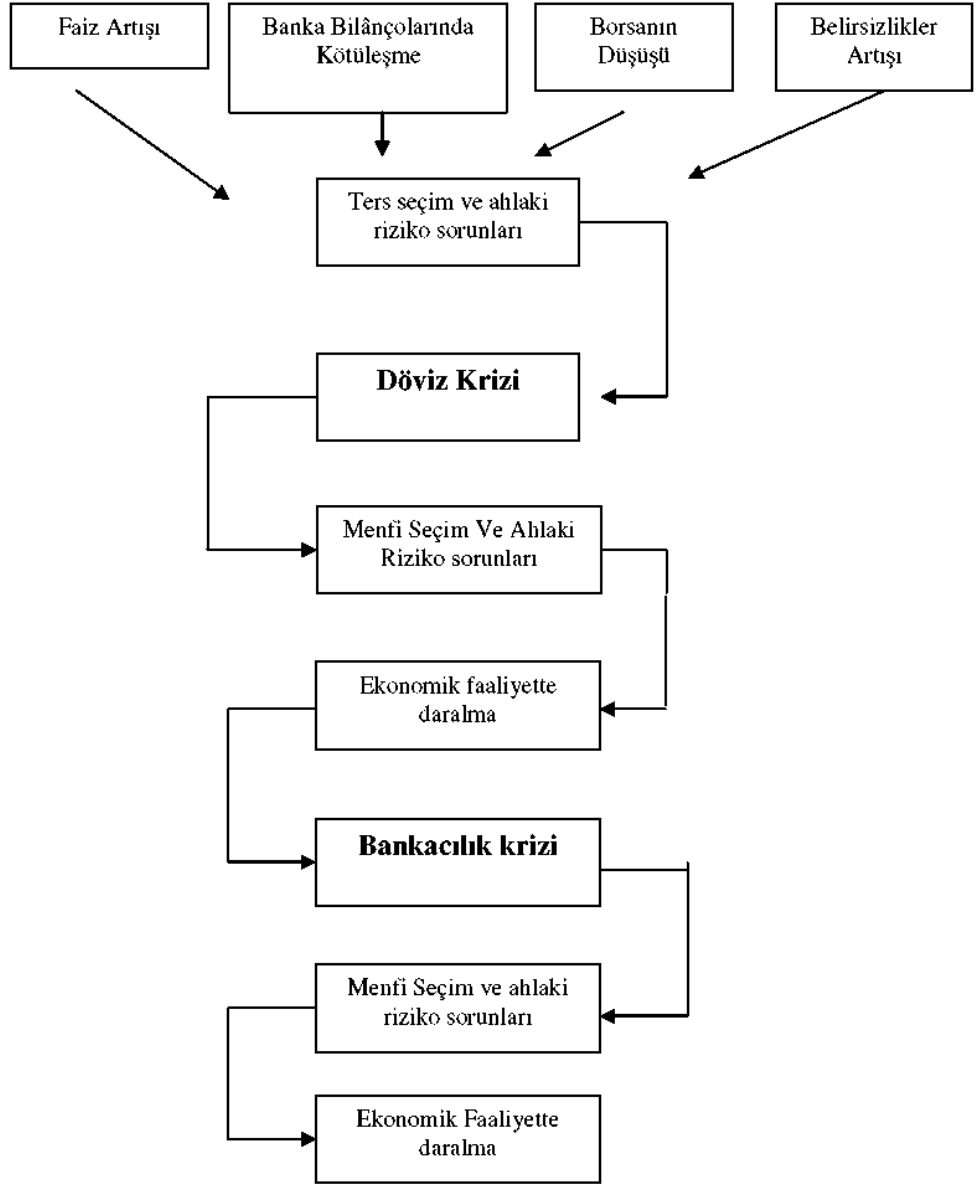 Faiz Artışı
Banka Bilânçolarında
Kötüleşme
Borsanın
Düşüşü
Belirsizlikler
Artışı
Ters seçim ve ahlaki
riziko sorunları
Döviz Krizi
Menfi Seçim Ve Ahlaki
Riziko sorunları
Ekonomik faaliyette
daralma
Bankacılık krizi
Menfi Seçim ve ahlaki
riziko sorunları
Ekonomik Faaliyette
daralma